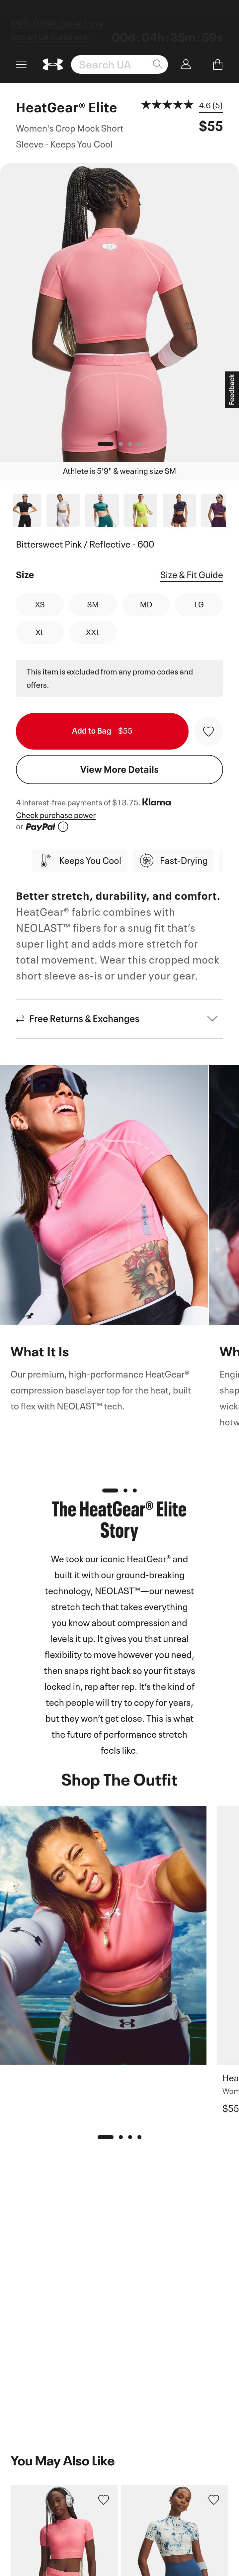 00d : 04h : 35m : 59s
Search UA
HeatGear® Elite
4.6 (5)
Women's Crop Mock Short
Sleeve - Keeps You Cool
$55
Feedback
Athlete is 5'9" & wearing size SM
Bittersweet Pink / Reflective - 600
Size
Size & Fit Guide
XS
SM
MD
LG
XL
XXL
This item is excluded from any promo codes and
offers.
Add to Bag $55
View More Details
4 interest-free payments of $13.75. Klarna
Check purchase power
or PayPal
Keeps You Cool
Fast-Drying
Better stretch, durability, and comfort.
HeatGear® fabric combines with
NEOLAST™ fibers for a snug fit that's
super light and adds more stretch for
total movement. Wear this cropped mock
short sleeve as-is or under your gear.
Free Returns & Exchanges
What It Is
Our premium, high-performance HeatGear®
compression baselayer top for the heat, built
to flex with NEOLAST™ tech.
Wh
Engi
shap
wick
hotw
The HeatGear® Elite
Story
We took our iconic HeatGear® and
built it with our ground-breaking
technology, NEOLAST™—our newest
stretch tech that takes everything
you know about compression and
levels it up. It gives you that unreal
flexibility to move however you need,
then snaps right back so your fit stays
locked in, rep after rep. It's the kind of
tech people will try to copy for years,
but they won't get close. This is what
the future of performance stretch
feels like.
Shop The Outfit
Hea
Wom
$55
You May Also Like